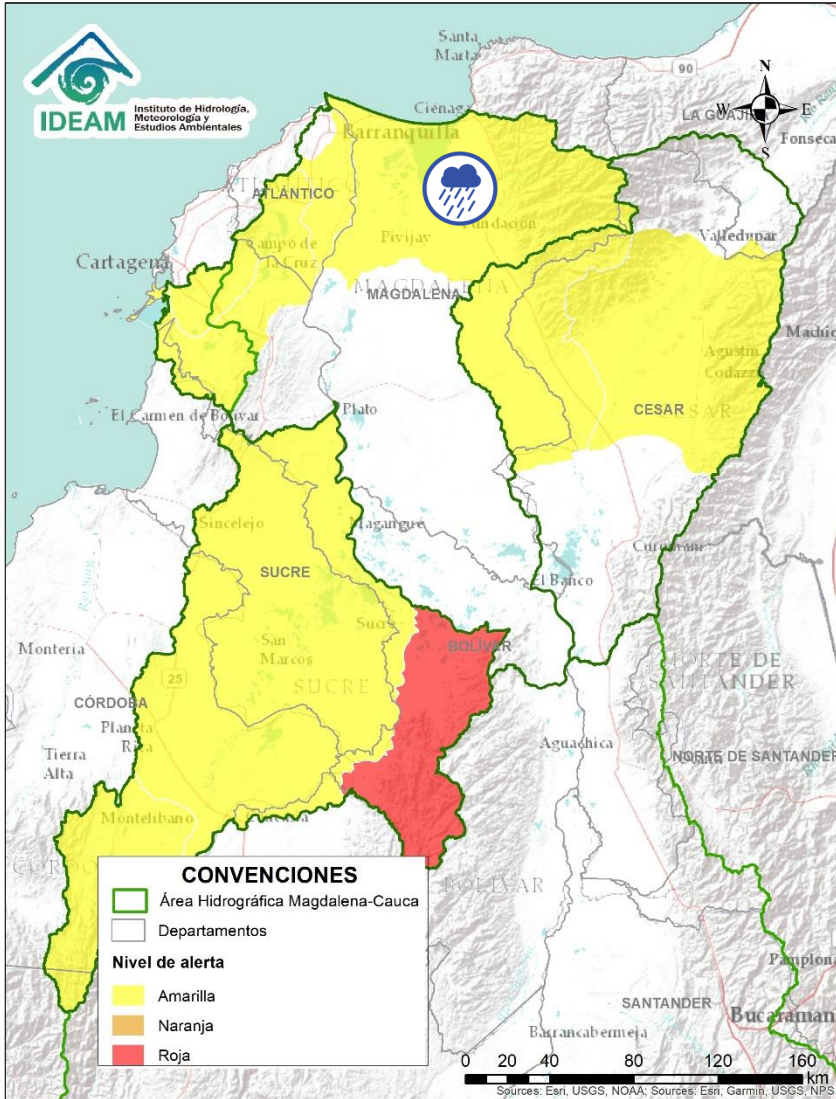 IDEAM
Instituto de Hidrología,
Meteorología y
Estudios Ambientales
Santa
Marta
90
N
W
E
S
Ciénaga
LA GUAJIRA
Fonseca
Barranquilla
ATLÁNTICO
Fundación
Pivijay
Valledupar
Campo de
la Cruz
Cartagena
MAGDALENA
MAGDALENA
Agustín
Codazzi
El Carmen de Bolívar
Plato
CESAR
CESAR
Sincelejo
Magangué
Curumaní
SUCRE
El Banco
San
Marcos
Sucre
BOLÍVAR
Montería
SUCRE
NORTE DE
SANTANDER
25
CÓRDOBA
Planeta
Rica
Tierra
Alta
Aguachica
NORTE DE SANTANDER
Montelíbano
BOLÍVAR
CONVENCIONES
Área Hidrográfica Magdalena-Cauca
Departamentos
Nivel de alerta
Amarilla
Naranja
Roja
Pamplona
SANTANDER
Bucaraman
Barrancabermeja
0 20 40 80 120 160
km
Sources: Esri, USGS, NOAA; Sources: Esri, Garmin, USGS, NPS